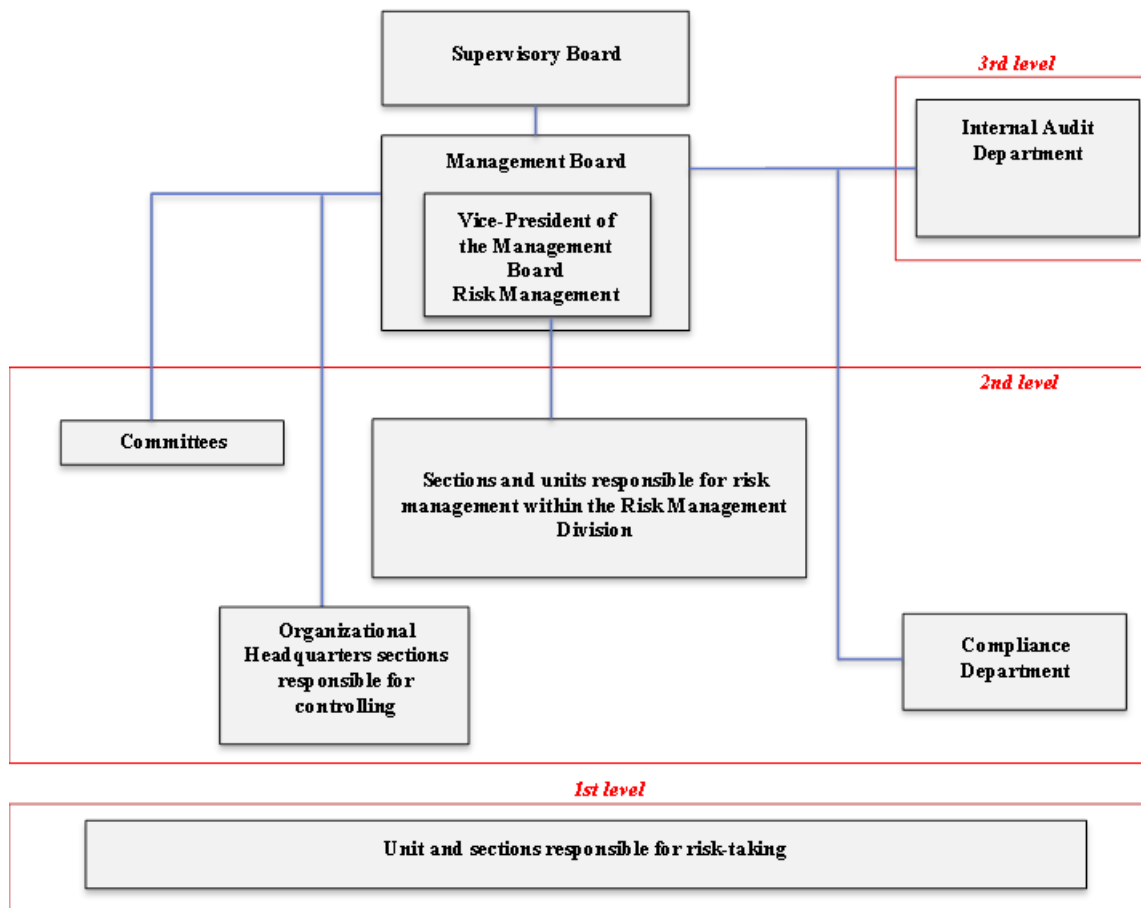 Supervisory Board
3rd level
Internal Audit
Department
Management Board
Vice-President of
the Management
Board
Risk Management
2nd level
Committees
Sections and units responsible for risk
management within the Risk Management
Division
Organizational
Headquarters sections
responsible for
controlling
Compliance
Department
1st level
Unit and sections responsible for risk-taking